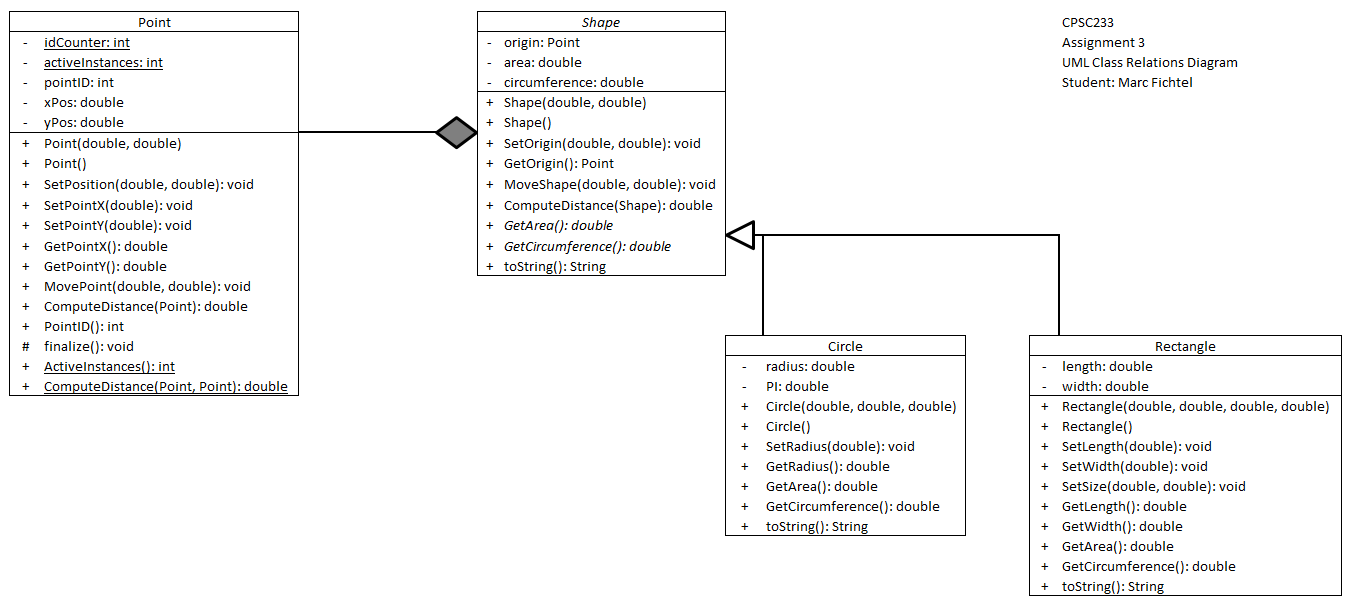 Point
- idCounter: int
- activeInstances: int
- pointID: int
- xPos: double
- yPos: double
+ Point(double, double)
+ Point()
+ SetPosition(double, double): void
+ SetPointX(double): void
+ SetPointY(double): void
+ GetPointX(): double
+ GetPointY(): double
+ MovePoint(double, double): void
+ ComputeDistance(Point): double
+ PointID(): int
# finalize(): void
+ ActiveInstances(): int
+ ComputeDistance(Point, Point): double
Shape
- origin: Point
- area: double
- circumference: double
+ Shape(double, double)
+ Shape()
+ SetOrigin(double, double): void
+ GetOrigin(): Point
+ MoveShape(double, double): void
+ ComputeDistance(Shape): double
+ GetArea(): double
+ GetCircumference(): double
+ toString(): String
CPSC233
Assignment 3
UML Class Relations Diagram
Student: Marc Fichtel
Circle
- radius: double
- PI: double
+ Circle(double, double, double)
+ Circle()
+ SetRadius(double): void
+ GetRadius(): double
+ GetArea(): double
+ GetCircumference(): double
+ toString(): String
Rectangle
- length: double
- width: double
+ Rectangle(double, double, double, double)
+ Rectangle()
+ SetLength(double): void
+ SetWidth(double): void
+ SetSize(double, double): void
+ GetLength(): double
+ GetWidth(): double
+ GetArea(): double
+ GetCircumference(): double
+ toString(): String